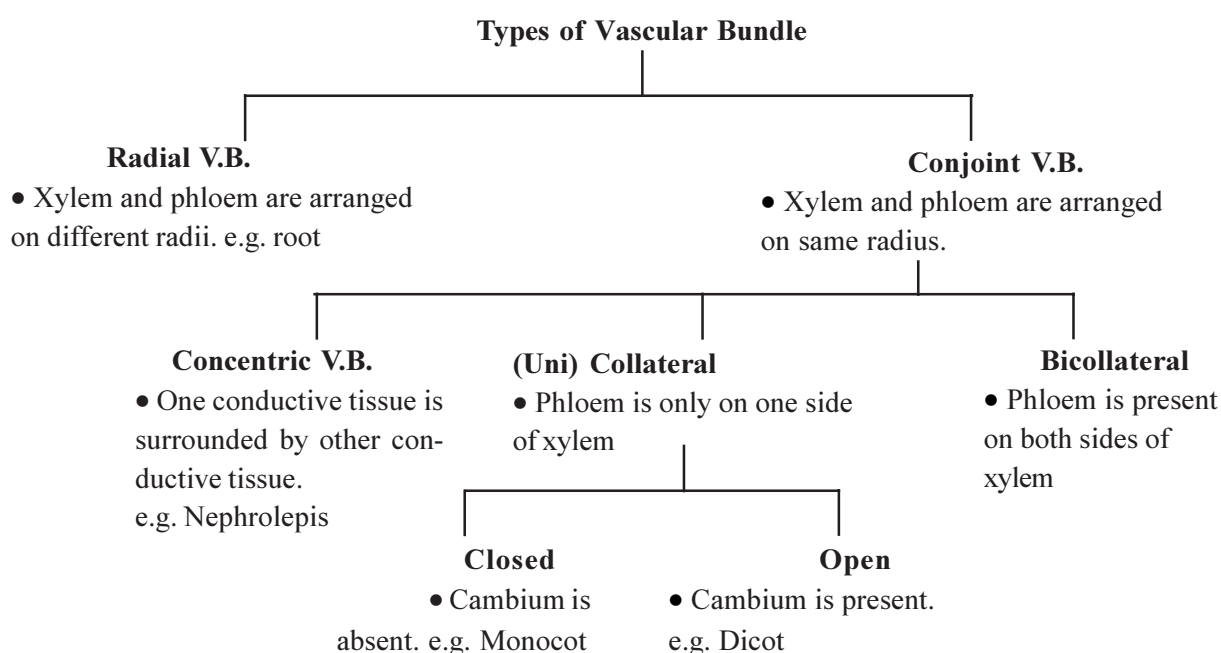 Types of Vascular Bundle
Radial V.B.
• Xylem and phloem are arranged
on different radii. e.g. root
Conjoint V.B.
• Xylem and phloem are arranged
on same radius.
Concentric V.B.
• One conductive tissue is
surrounded by other con-
ductive tissue.
e.g. Nephrolepis
(Uni) Collateral
• Phloem is only on one side
of xylem
Bicollateral
• Phloem is present
on both sides of
xylem
Closed
• Cambium is
absent. e.g. Monocot
Open
• Cambium is present.
e.g. Dicot